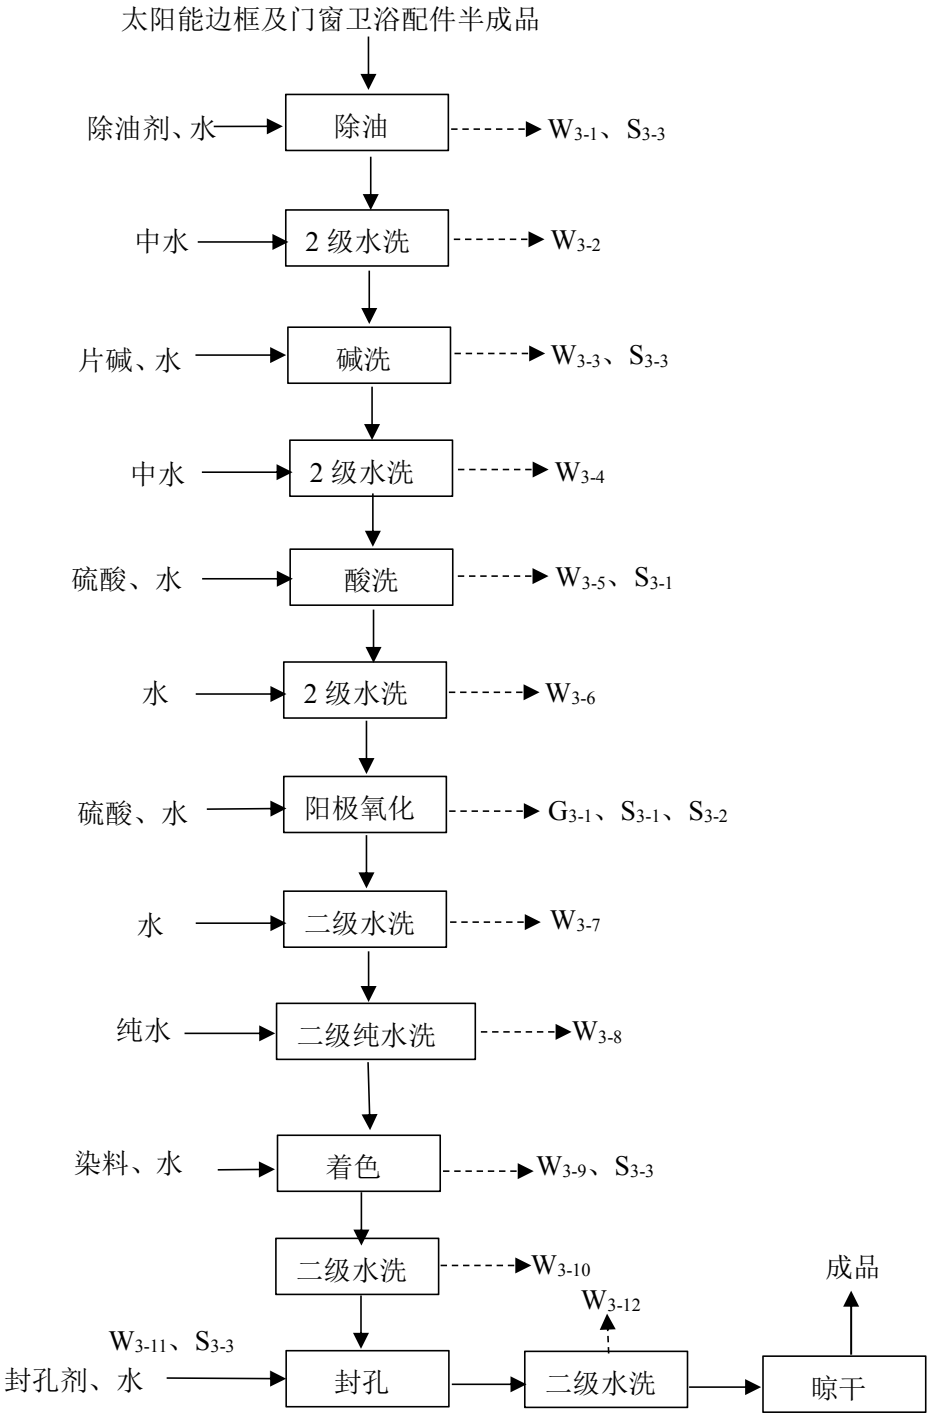 太阳能边框及门窗卫浴配件半成品
除油剂、水 除油 W3-1、S3-3
中水 2 级水洗 W3-2
片碱、水 碱洗 W3-3、S3-3
中水 2 级水洗 W3-4
硫酸、水 酸洗 W3-5、S3-1
水 2 级水洗 W3-6
硫酸、水 阳极氧化 G3-1、S3-1、S3-2
水 二级水洗 W3-7
纯水 二级纯水洗 W3-8
染料、水 着色 W3-9、S3-3
二级水洗 W3-10 成品
W3-12
W3-11、S3-3
封孔剂、水 封孔 二级水洗 晾干